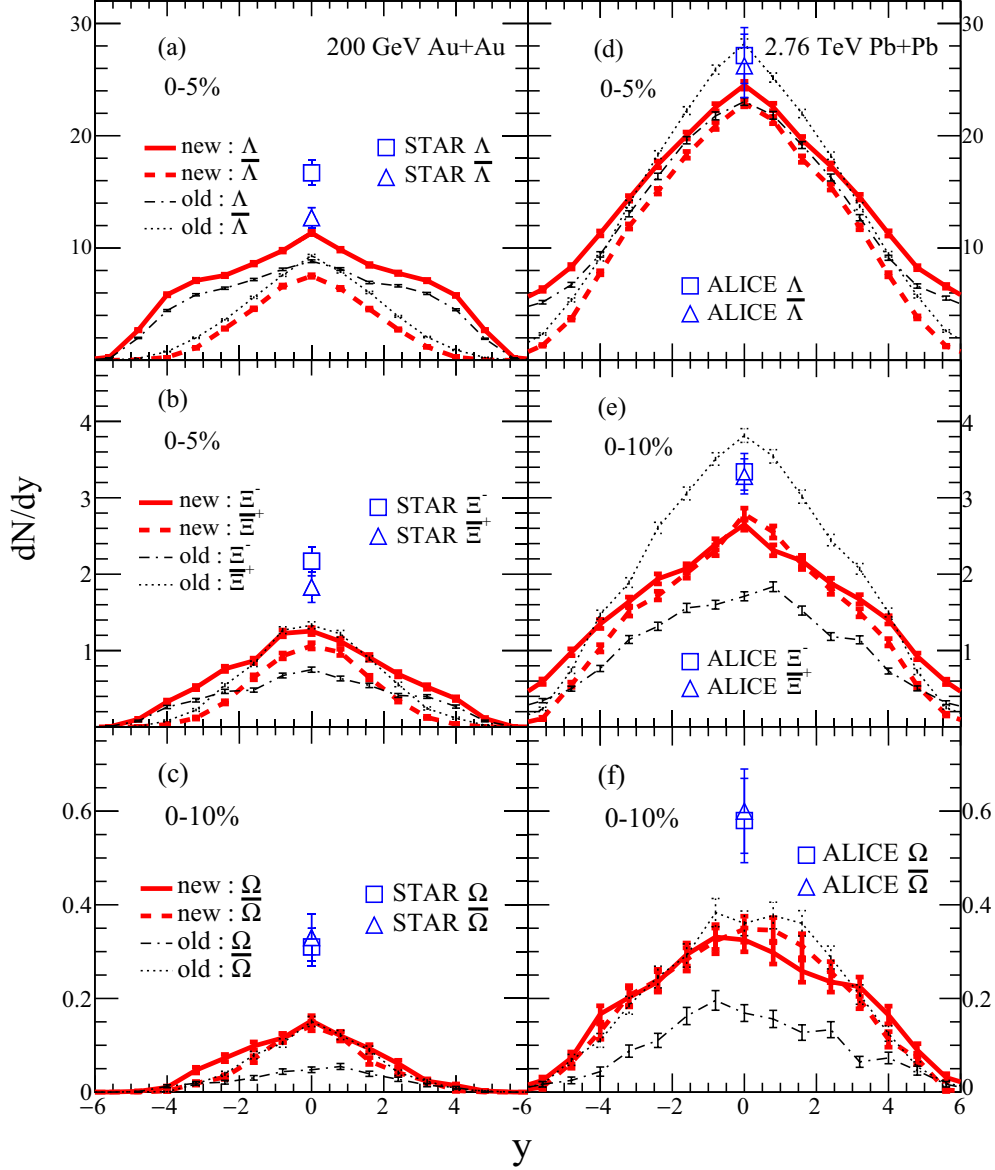 30
(a)
200 GeV Au+Au
0-5%
new : Λ
new : Λ̅
old : Λ
old : Λ̅
STAR Λ
STAR Λ̅
20
10
(d)
2.76 TeV Pb+Pb
30
0-5%
20
ALICE Λ
ALICE Λ̅
10
(b)
0-5%
4
new : Ξ⁻
new : Ξ̅⁺
old : Ξ⁻
old : Ξ̅⁺
STAR Ξ⁻
STAR Ξ̅⁺
3
2
1
dN/dy
(e)
0-10%
4
3
2
ALICE Ξ⁻
ALICE Ξ̅⁺
1
(c)
0-10%
0.6
new : Ω
new : Ω̅
old : Ω
old : Ω̅
STAR Ω
STAR Ω̅
0.4
0.2
0
(f)
0-10%
0.6
ALICE Ω
ALICE Ω̅
0.4
0.2
0
−6 −4 −2 0 2 4 −6 −4 −2 0 2 4 6
y